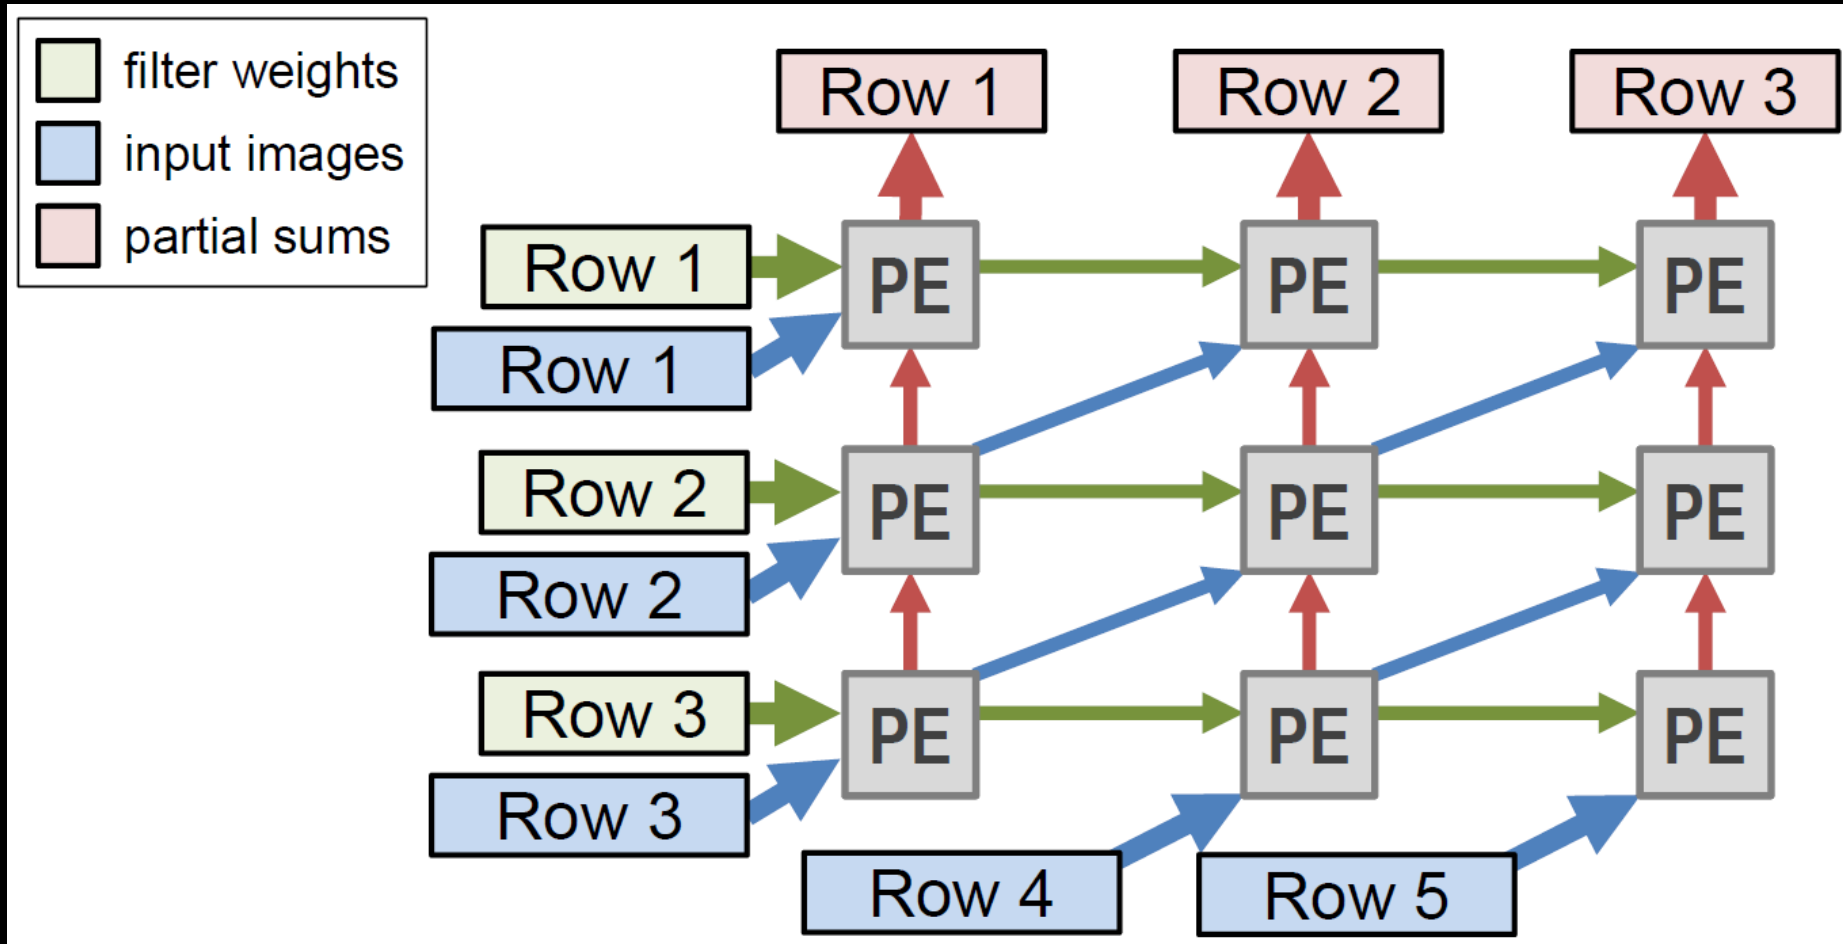 filter weights
input images
partial sums
Row 1
Row 2
Row 3
Row 1
PE
PE
PE
Row 1
Row 2
PE
PE
PE
Row 2
Row 3
PE
PE
PE
Row 3
Row 4
Row 5